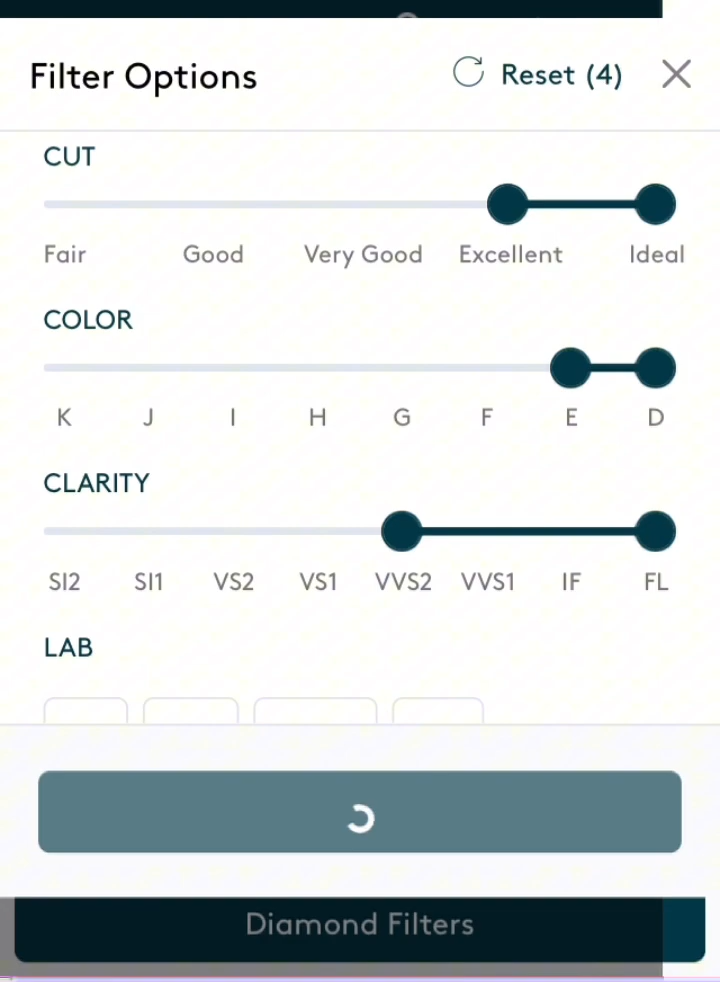 Filter Options Reset (4)
CUT
Fair Good Very Good Excellent Ideal
COLOR
K J I H G F E D
CLARITY
SI2 SI1 VS2 VS1 VVS2 VVS1 IF FL
LAB
Diamond Filters